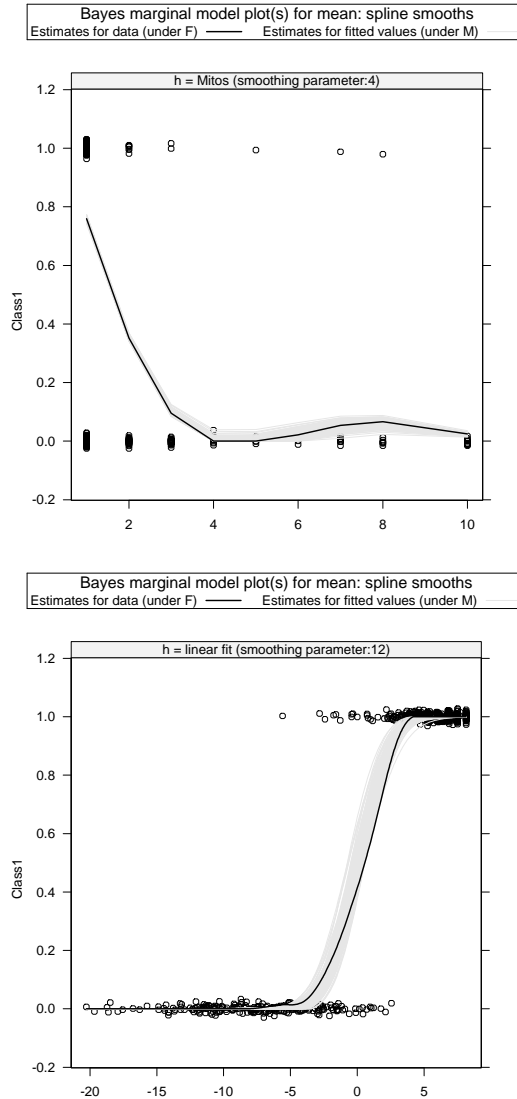 Bayes marginal model plot(s) for mean: spline smooths
Estimates for data (under F) Estimates for fitted values (under M)
h = Mitos (smoothing parameter:4)
1.2
1.0
0.8
0.6
0.4
0.2
0.0
-0.2
Class1
2 4 6 8 10
Bayes marginal model plot(s) for mean: spline smooths
Estimates for data (under F) Estimates for fitted values (under M)
h = linear fit (smoothing parameter:12)
1.2
1.0
0.8
0.6
0.4
0.2
0.0
-0.2
Class1
-20 -15 -10 -5 0 5